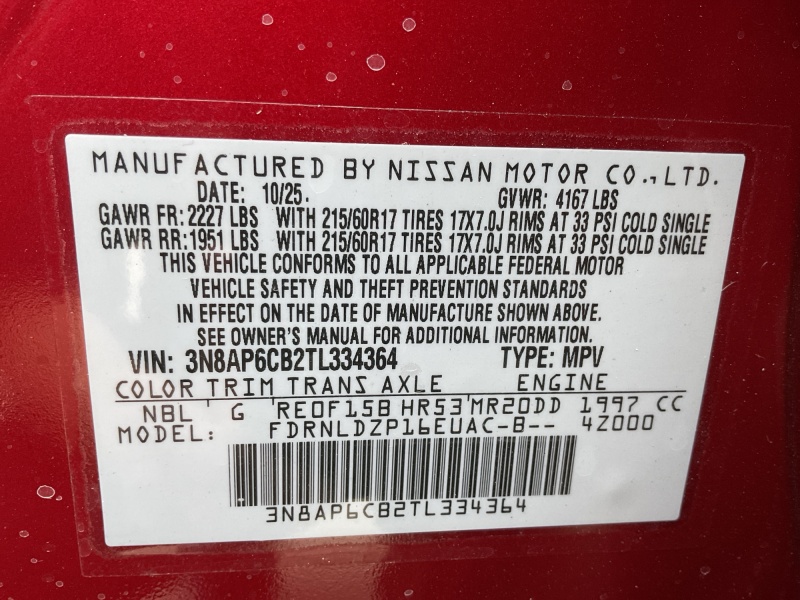 MANUFACTURED BY NISSAN MOTOR CO., LTD.
DATE: 10/25. GVWR: 4167 LBS
GAWR FR: 2227 LBS WITH 215/60R17 TIRES 17X7.0J RIMS AT 33 PSI COLD SINGLE
GAWR RR: 1951 LBS WITH 215/60R17 TIRES 17X7.0J RIMS AT 33 PSI COLD SINGLE
THIS VEHICLE CONFORMS TO ALL APPLICABLE FEDERAL MOTOR
VEHICLE SAFETY AND THEFT PREVENTION STANDARDS
IN EFFECT ON THE DATE OF MANUFACTURE SHOWN ABOVE.
SEE OWNER'S MANUAL FOR ADDITIONAL INFORMATION.
VIN: 3N8AP6CB2TL334364 TYPE: MPV
COLOR TRIM TRANS AXLE ENGINE
NBL G RE0F15B HR53 MR20DD 1997 CC
MODEL FDRNLDZP16EUAC-B-- 4Z000
3N8AP6CB2TL334364